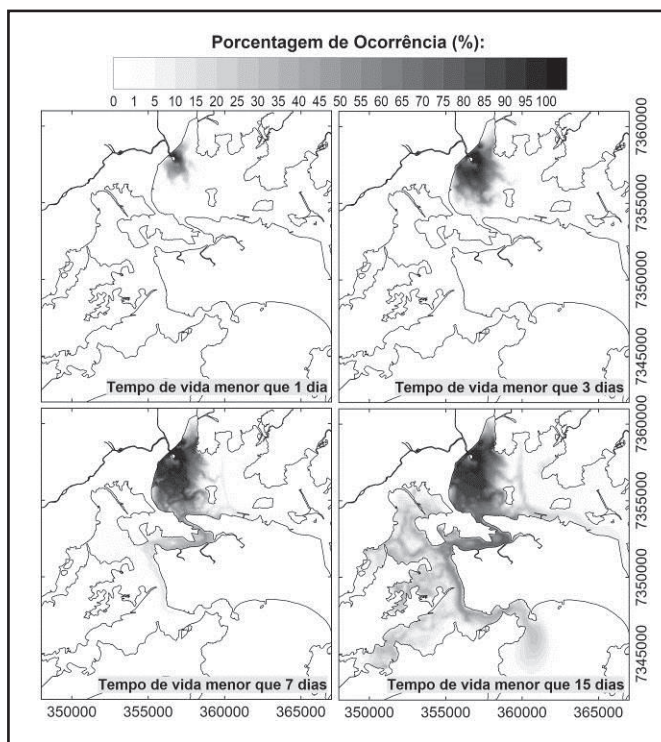 Porcentagem de Ocorrência (%):
0 1 5 10 15 20 25 30 35 40 45 50 55 60 65 70 75 80 85 90 95 100
7360000
7355000
7350000
7345000
Tempo de vida menor que 1 dia
Tempo de vida menor que 3 dias
7360000
7355000
7350000
7345000
Tempo de vida menor que 7 dias
Tempo de vida menor que 15 dias
350000 355000 360000 365000 350000 355000 360000 365000